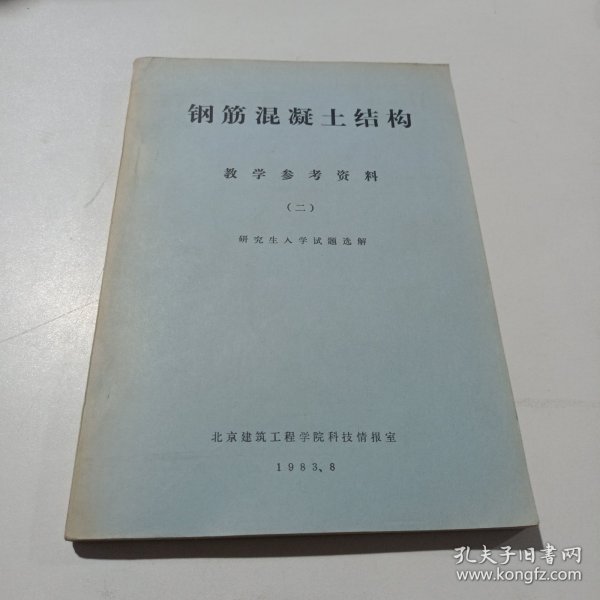 钢筋混凝土结构
教学参考资料
（二）
研究生入学试题选解
北京建筑工程学院科技情报室
1983、8
孔夫子旧书网
www.kongfz.com